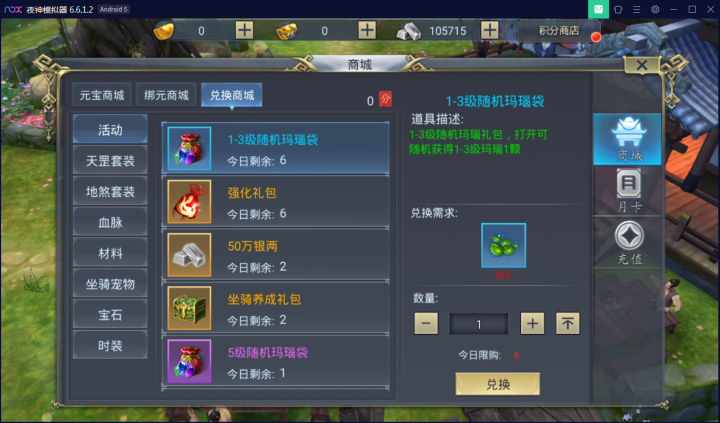 nox 夜神模拟器 6.6.1.2 Android 5
0 0 105715 积分商店
商城
元宝商城 绑元商城 兑换商城 0 分
活动
天罡套装
地煞套装
血脉
材料
坐骑宠物
宝石
时装
1-3级随机玛瑙袋
今日剩余: 6
强化礼包
今日剩余: 6
50万银两
今日剩余: 2
坐骑养成礼包
今日剩余: 2
5级随机玛瑙袋
今日剩余: 1
1-3级随机玛瑙袋
道具描述:
1-3级随机玛瑙礼包，打开可
随机获得1-3级玛瑙1颗
兑换需求:
数量:
1
今日限购: 6
兑换
商城
月
月卡
充值